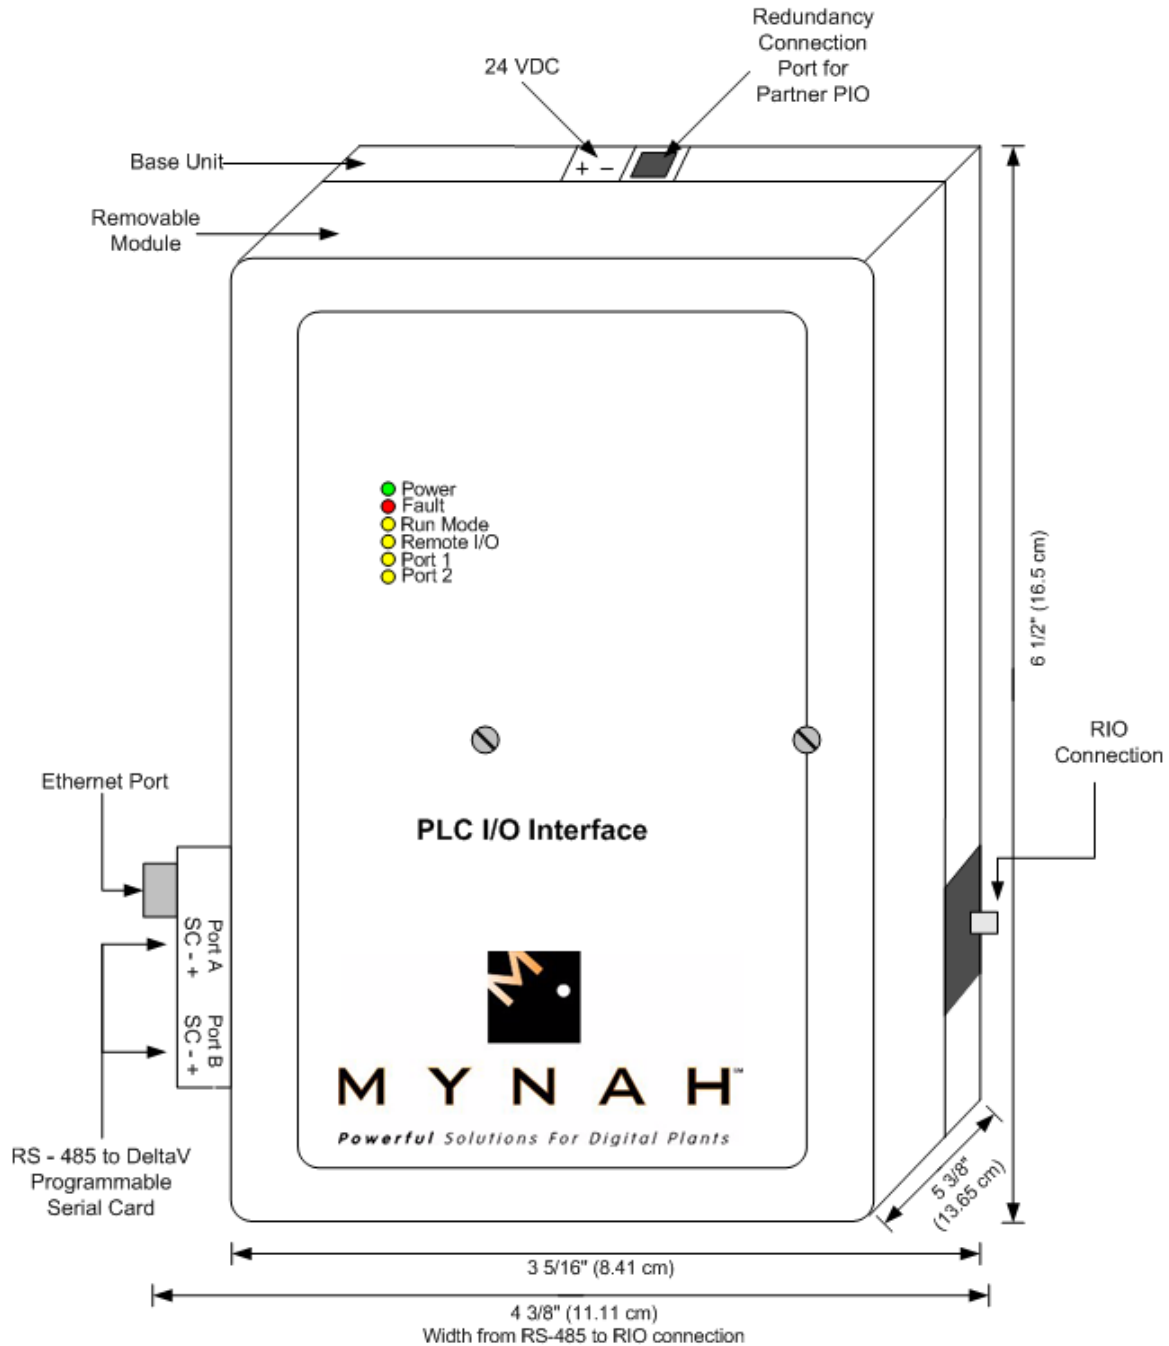 Redundancy
Connection
Port for
Partner PIO
24 VDC
Base Unit
+ −
Removable
Module
Power
Fault
Run Mode
Remote I/O
Port 1
Port 2
6 1/2" (16.5 cm)
RIO
Connection
Ethernet Port
PLC I/O Interface
Port A
SC - +
Port B
SC - +
M
MYNAH™
Powerful Solutions For Digital Plants
RS - 485 to DeltaV
Programmable
Serial Card
5 3/8"
(13.65 cm)
3 5/16" (8.41 cm)
4 3/8" (11.11 cm)
Width from RS-485 to RIO connection